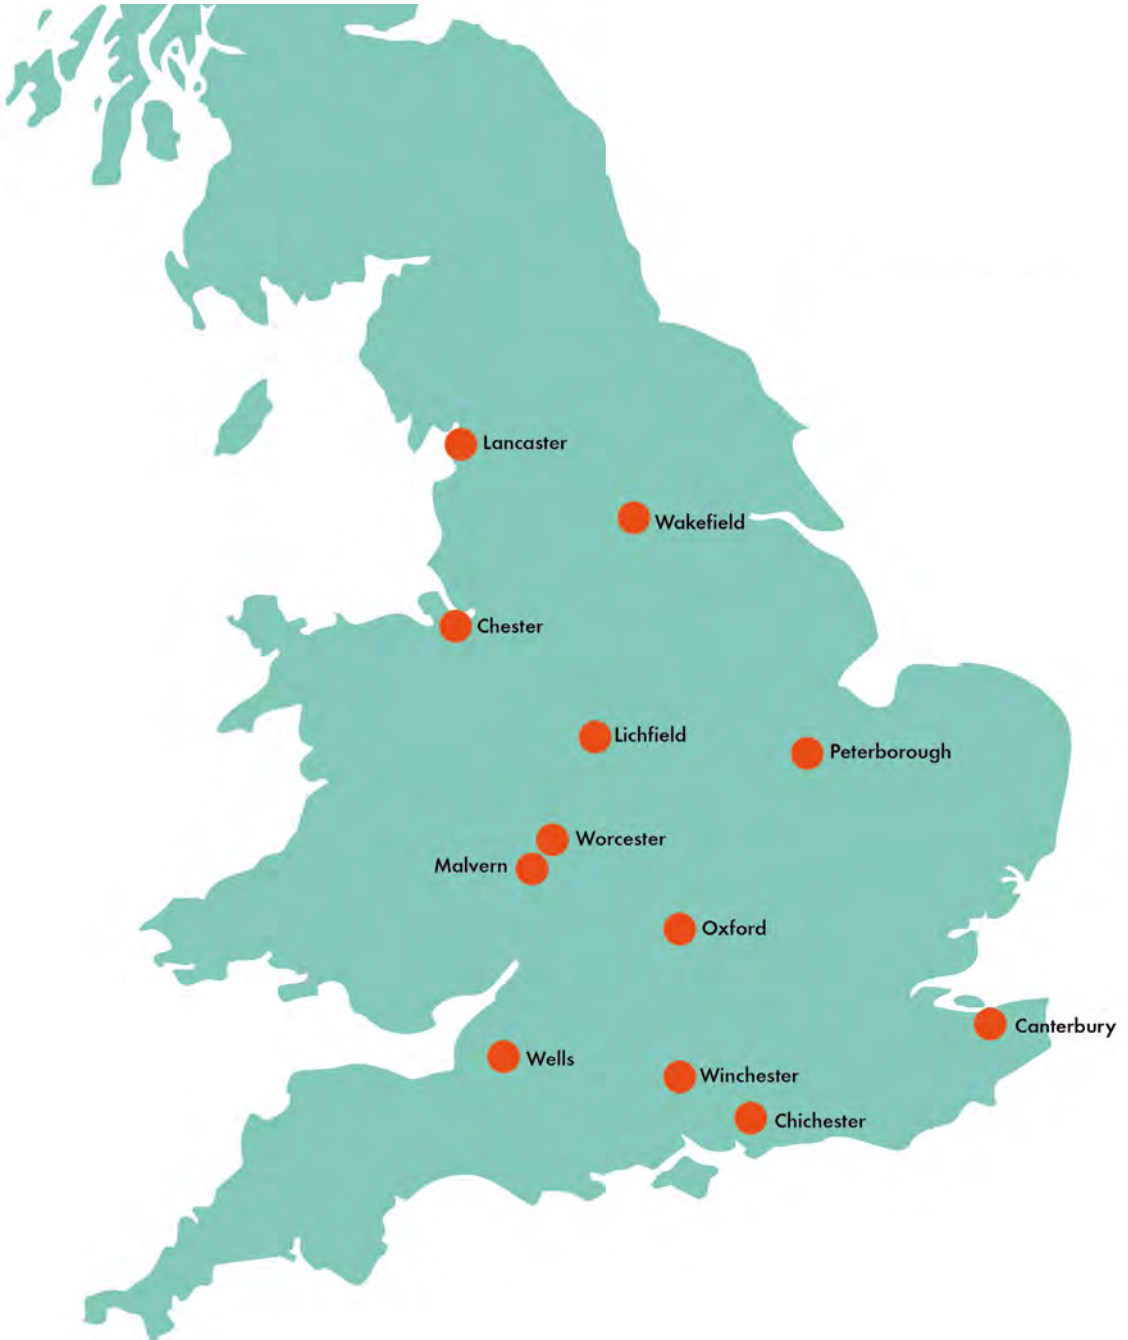 Lancaster
Wakefield
Chester
Lichfield
Peterborough
Worcester
Malvern
Oxford
Canterbury
Wells
Winchester
Chichester